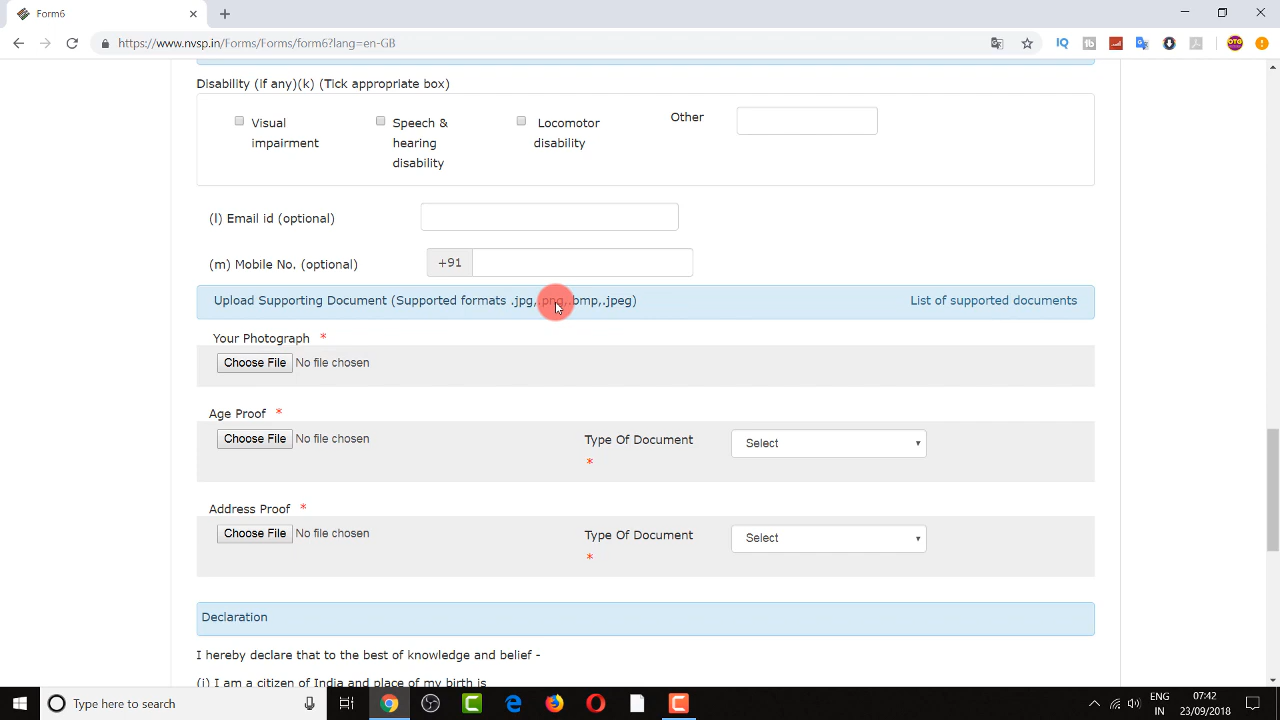 Form6
https://www.nvsp.in/Forms/Forms/form6?lang=en-GB
Disability (if any)(k) (Tick appropriate box)
Visual impairment
Speech & hearing disability
Locomotor disability
Other
(l) Email id (optional)
(m) Mobile No. (optional)
+91
Upload Supporting Document (Supported formats .jpg,.png,.bmp,.jpeg)
List of supported documents
Your Photograph *
Choose File No file chosen
Age Proof *
Choose File No file chosen
Type Of Document *
Select
Address Proof *
Choose File No file chosen
Type Of Document *
Select
Declaration
I hereby declare that to the best of knowledge and belief -
(i) I am a citizen of India and place of my birth is
Type here to search
ENG
IN
07:42
23/09/2018